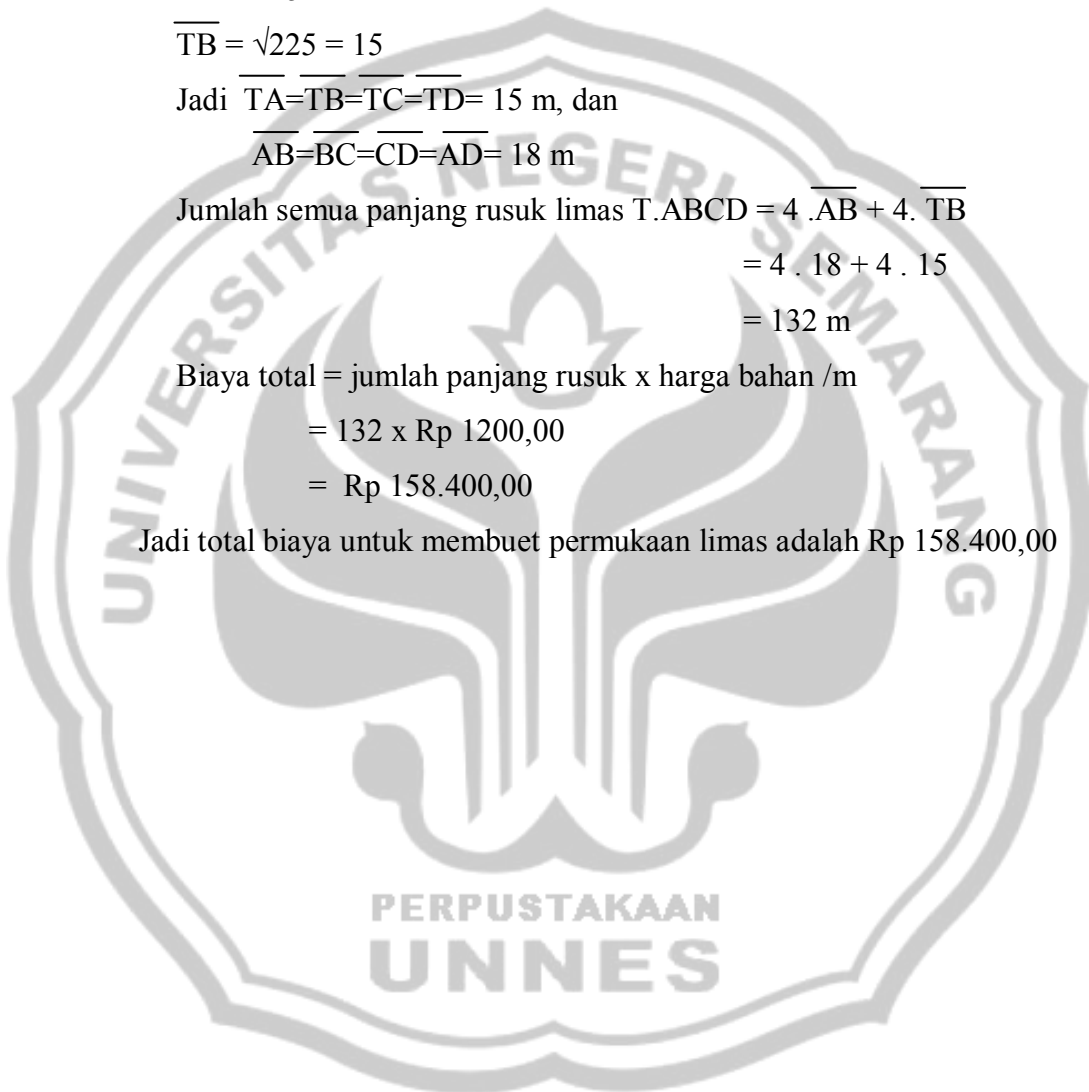 TB = √225 = 15
Jadi TA=TB=TC=TD= 15 m, dan
AB=BC=CD=AD= 18 m
Jumlah semua panjang rusuk limas T.ABCD = 4 .AB + 4. TB
= 4 . 18 + 4 . 15
= 132 m
Biaya total = jumlah panjang rusuk x harga bahan /m
= 132 x Rp 1200,00
= Rp 158.400,00
Jadi total biaya untuk membuet permukaan limas adalah Rp 158.400,00
UNIVERSITAS NEGERI SEMARANG
PERPUSTAKAAN
UNNES